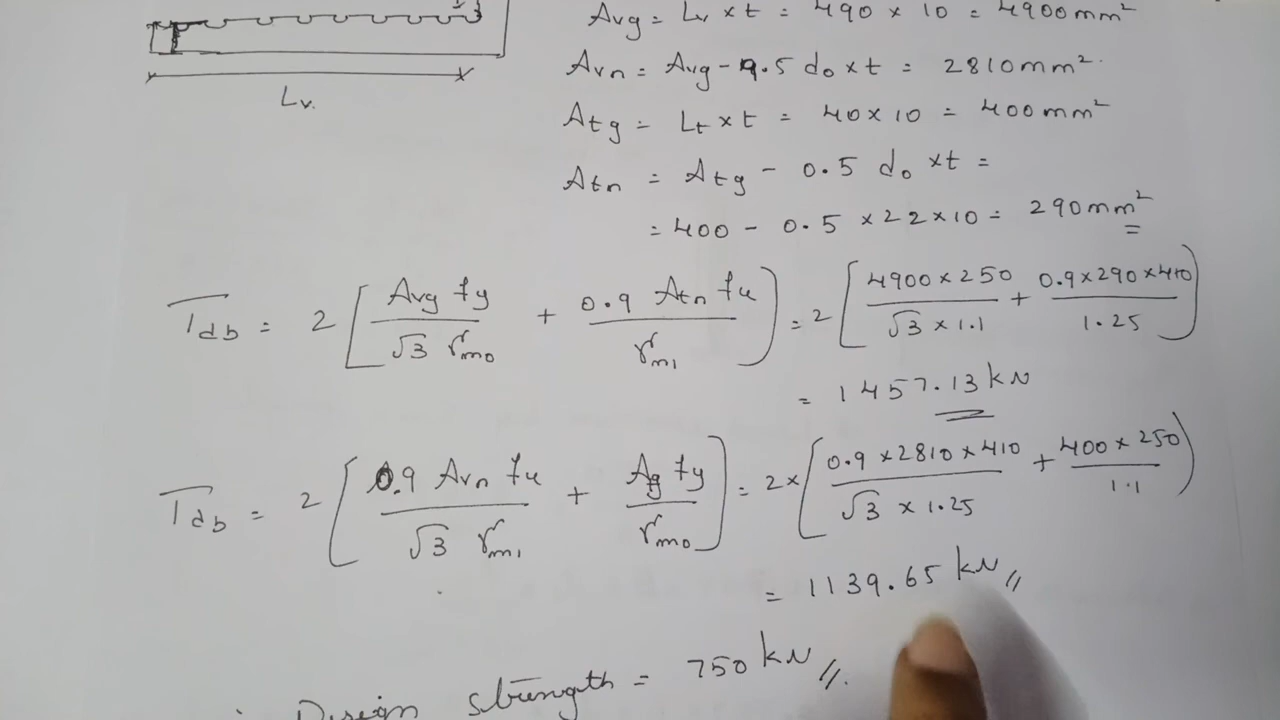 Avg = Lv × t = 490 × 10 = 4900 mm²
Avn = Avg - 9.5 do × t = 2810 mm².
Lv.
Atg = Lt × t = 40 × 10 = 400 mm²
Atn = Atg - 0.5 do × t =
= 400 - 0.5 × 22 × 10 = 290 mm²
Tdb = 2 [ Avg fy / √3 γm0 + 0.9 Atn fu / γm1 ] = 2 [ 4900 × 250 / √3 × 1.1 + 0.9 × 290 × 410 / 1.25 ]
= 1457.13 kN
Tdb = 2 [ 0.9 Avn fu / √3 γm1 + Ag fy / γm0 ] = 2 × [ 0.9 × 2810 × 410 / √3 × 1.25 + 400 × 250 / 1.1 ]
= 1139.65 kN //
Design strength = 750 kN //.